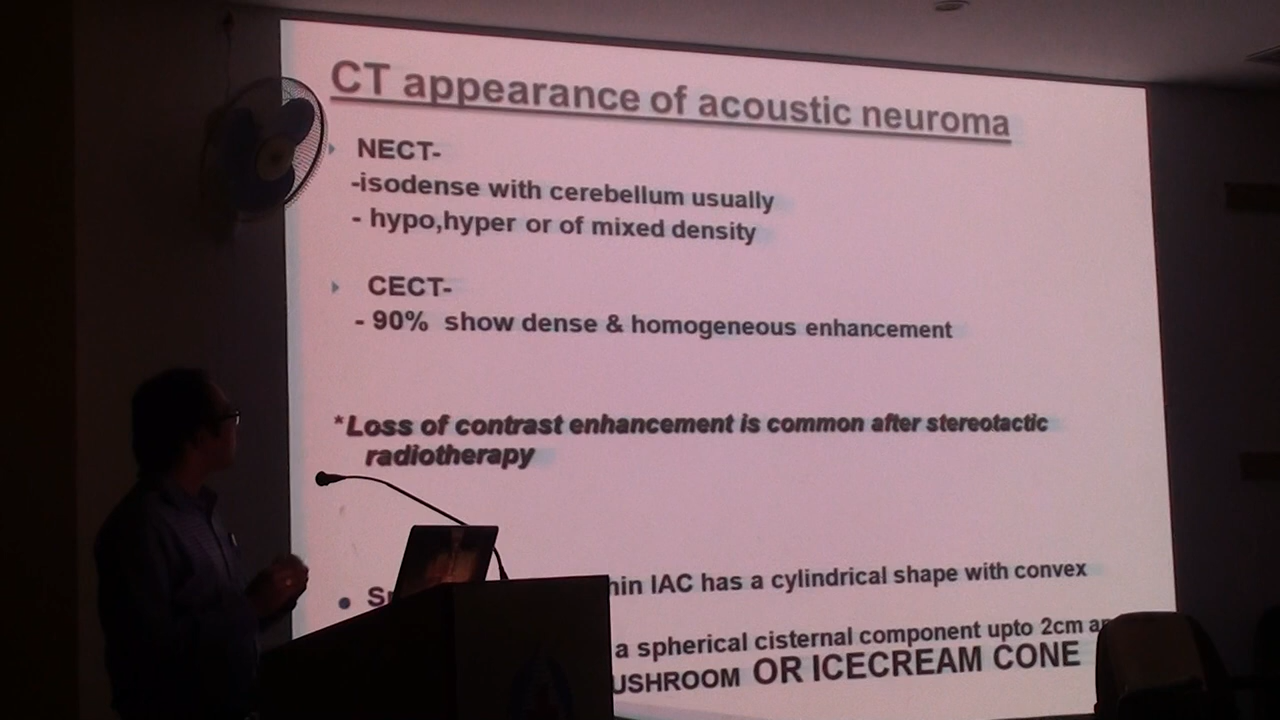 CT appearance of acoustic neuroma
NECT-
-isodense with cerebellum usually
- hypo,hyper or of mixed density
CECT-
- 90% show dense & homogeneous enhancement
*Loss of contrast enhancement is common after stereotactic
radiotherapy
IAC has a cylindrical shape with convex
a spherical cisternal component upto 2cm
OR ICECREAM CONE